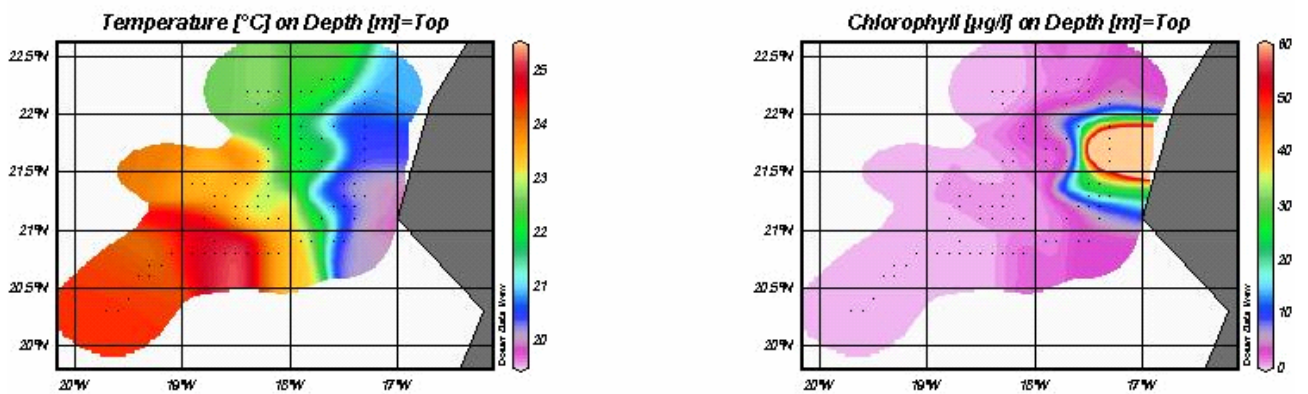 Temperature [°C] on Depth [m]=Top
22.5°N
22°N
21.5°N
21°N
20.5°N
20°N
20°W
19°W
18°W
17°W
25
24
23
22
21
20
Ocean Data View
Chlorophyll [µg/l] on Depth [m]=Top
22.5°N
22°N
21.5°N
21°N
20.5°N
20°N
20°W
19°W
18°W
17°W
60
50
40
30
20
10
0
Ocean Data View